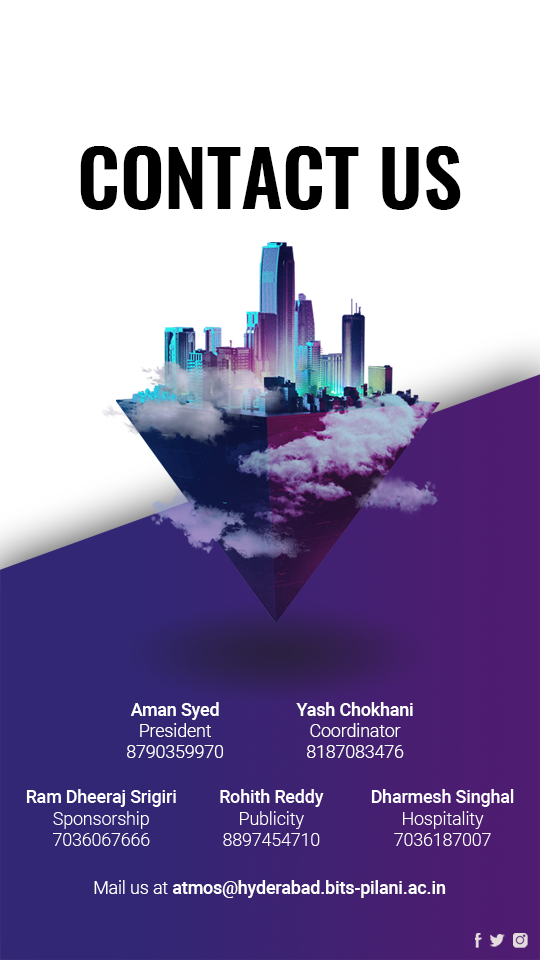 CONTACT US
Aman Syed
President
8790359970
Yash Chokhani
Coordinator
8187083476
Ram Dheeraj Srigiri
Sponsorship
7036067666
Rohith Reddy
Publicity
8897454710
Dharmesh Singhal
Hospitality
7036187007
Mail us at atmos@hyderabad.bits-pilani.ac.in